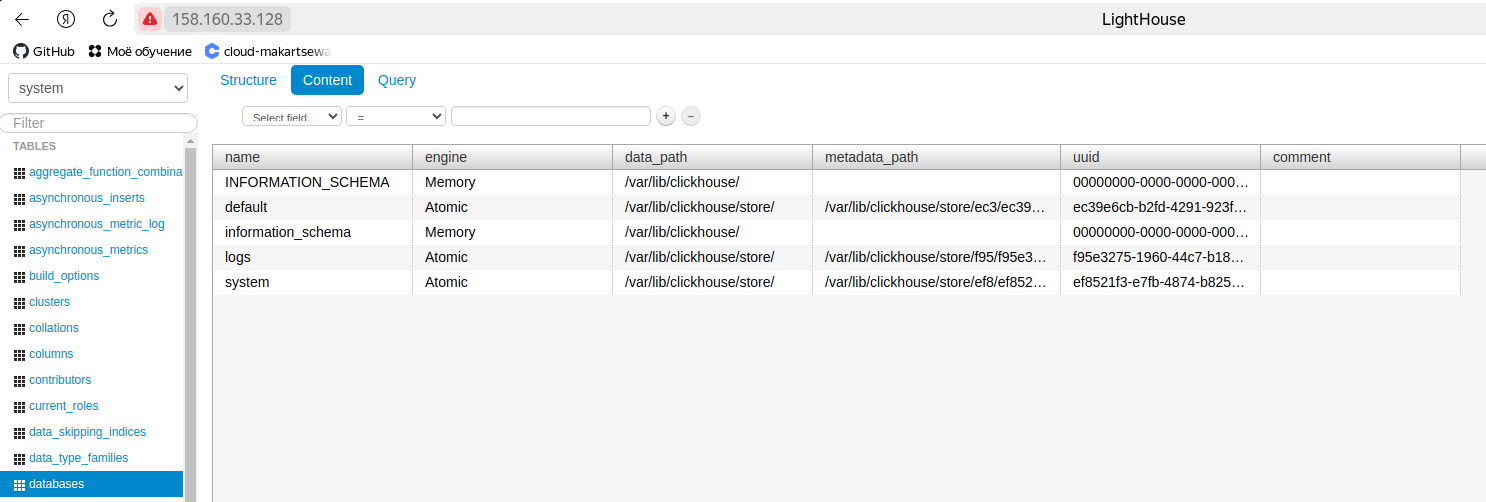 158.160.33.128 LightHouse
GitHub Моё обучение cloud-makartsewa
system
Structure Content Query
Select field... =
Filter
TABLES
aggregate_function_combina
asynchronous_inserts
asynchronous_metric_log
asynchronous_metrics
build_options
clusters
collations
columns
contributors
current_roles
data_skipping_indices
data_type_families
databases
name engine data_path metadata_path uuid comment
INFORMATION_SCHEMA Memory /var/lib/clickhouse/ 00000000-0000-0000-000…
default Atomic /var/lib/clickhouse/store/ /var/lib/clickhouse/store/ec3/ec39… ec39e6cb-b2fd-4291-923f…
information_schema Memory /var/lib/clickhouse/ 00000000-0000-0000-000…
logs Atomic /var/lib/clickhouse/store/ /var/lib/clickhouse/store/f95/f95e3… f95e3275-1960-44c7-b18…
system Atomic /var/lib/clickhouse/store/ /var/lib/clickhouse/store/ef8/ef852… ef8521f3-e7fb-4874-b825…